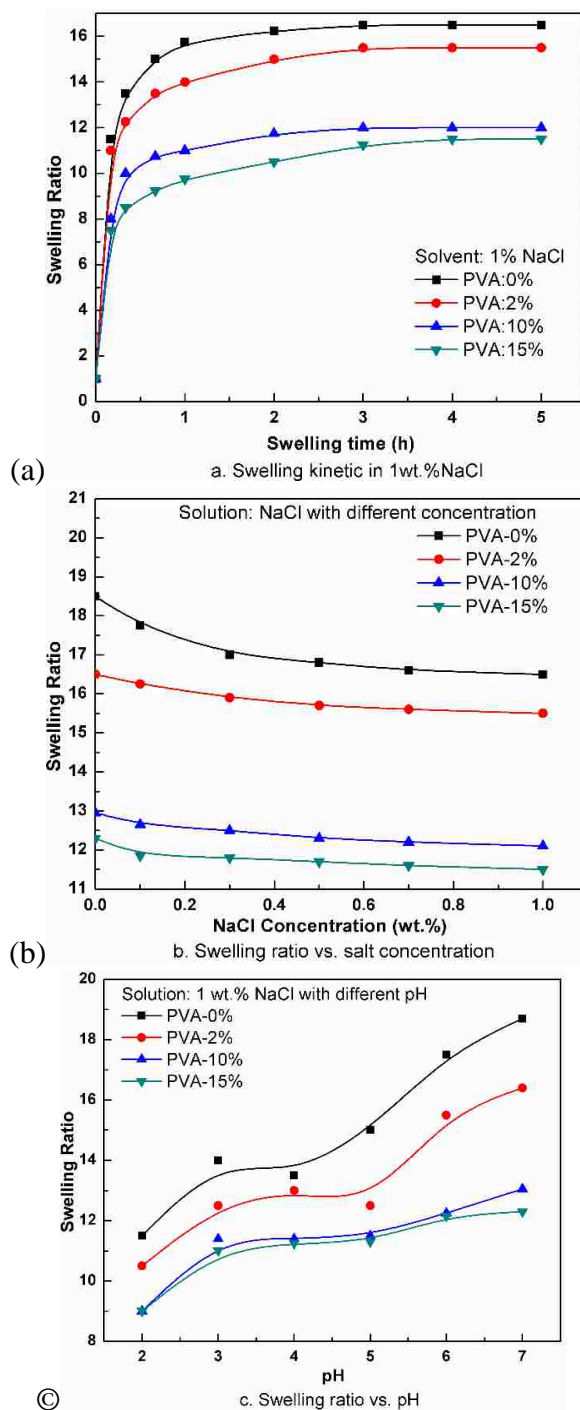 16
14
12
10
8
6
4
2
0
Swelling Ratio
Solvent: 1% NaCl
PVA:0%
PVA:2%
PVA:10%
PVA:15%
0 1 2 3 4 5
Swelling time (h)
(a)
a. Swelling kinetic in 1wt.%NaCl
21
20
19
18
17
16
15
14
13
12
11
Swelling Ratio
Solution: NaCl with different concentration
PVA-0%
PVA-2%
PVA-10%
PVA-15%
0.0 0.2 0.4 0.6 0.8 1.0
NaCl Concentration (wt.%)
(b)
b. Swelling ratio vs. salt concentration
20
18
16
14
12
10
8
Swelling Ratio
Solution: 1 wt.% NaCl with different pH
PVA-0%
PVA-2%
PVA-10%
PVA-15%
2 3 4 5 6 7
pH
©
c. Swelling ratio vs. pH